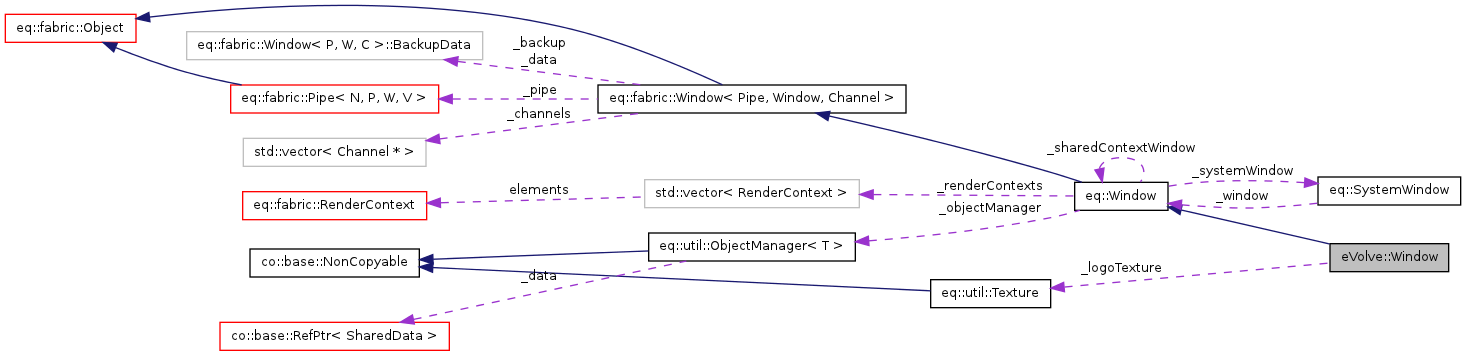 eq::fabric::Object
eq::fabric::Window< P, W, C >::BackupData
_backup
_data
eq::fabric::Pipe< N, P, W, V >
_pipe
eq::fabric::Window< Pipe, Window, Channel >
_channels
std::vector< Channel * >
_sharedContextWindow
_systemWindow
eq::fabric::RenderContext
elements
std::vector< RenderContext >
_renderContexts
eq::Window
_window
eq::SystemWindow
_objectManager
co::base::NonCopyable
eq::util::ObjectManager< T >
eVolve::Window
_data
_logoTexture
eq::util::Texture
co::base::RefPtr< SharedData >